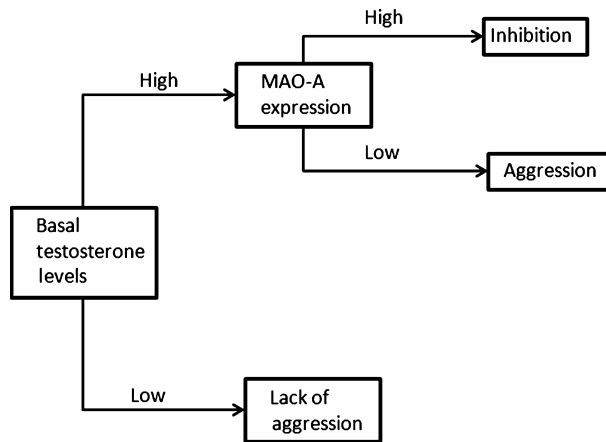 High
Inhibition
High
MAO-A
expression
Low
Aggression
Basal
testosterone
levels
Low
Lack of
aggression